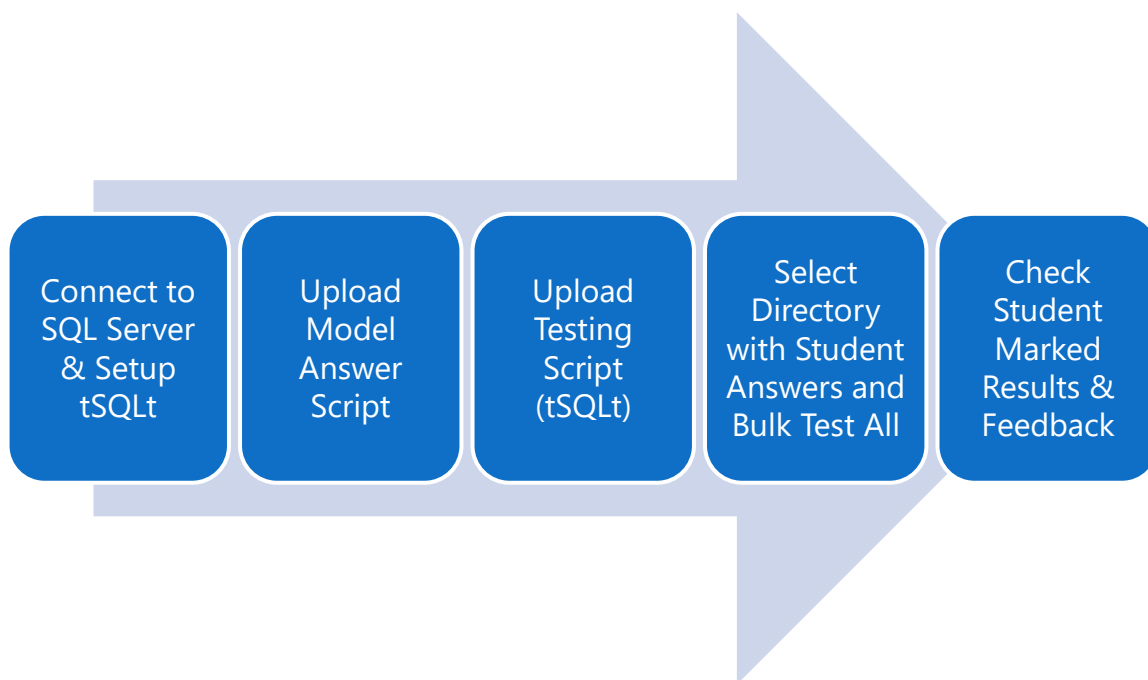 Connect to
SQL Server
& Setup
tSQLt
Upload
Model
Answer
Script
Upload
Testing
Script
(tSQLt)
Select
Directory
with Student
Answers and
Bulk Test All
Check
Student
Marked
Results &
Feedback